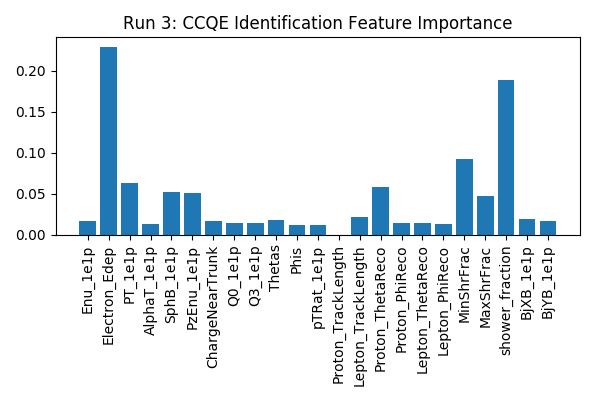 Run 3: CCQE Identification Feature Importance
0.20
0.15
0.10
0.05
0.00
Enu_1e1p
Electron_Edep
PT_1e1p
AlphaT_1e1p
SphB_1e1p
PzEnu_1e1p
ChargeNearTrunk
Q0_1e1p
Q3_1e1p
Thetas
Phis
pTRat_1e1p
Proton_TrackLength
Lepton_TrackLength
Proton_ThetaReco
Proton_PhiReco
Lepton_ThetaReco
Lepton_PhiReco
MinShrFrac
MaxShrFrac
shower_fraction
BjXB_1e1p
BjYB_1e1p